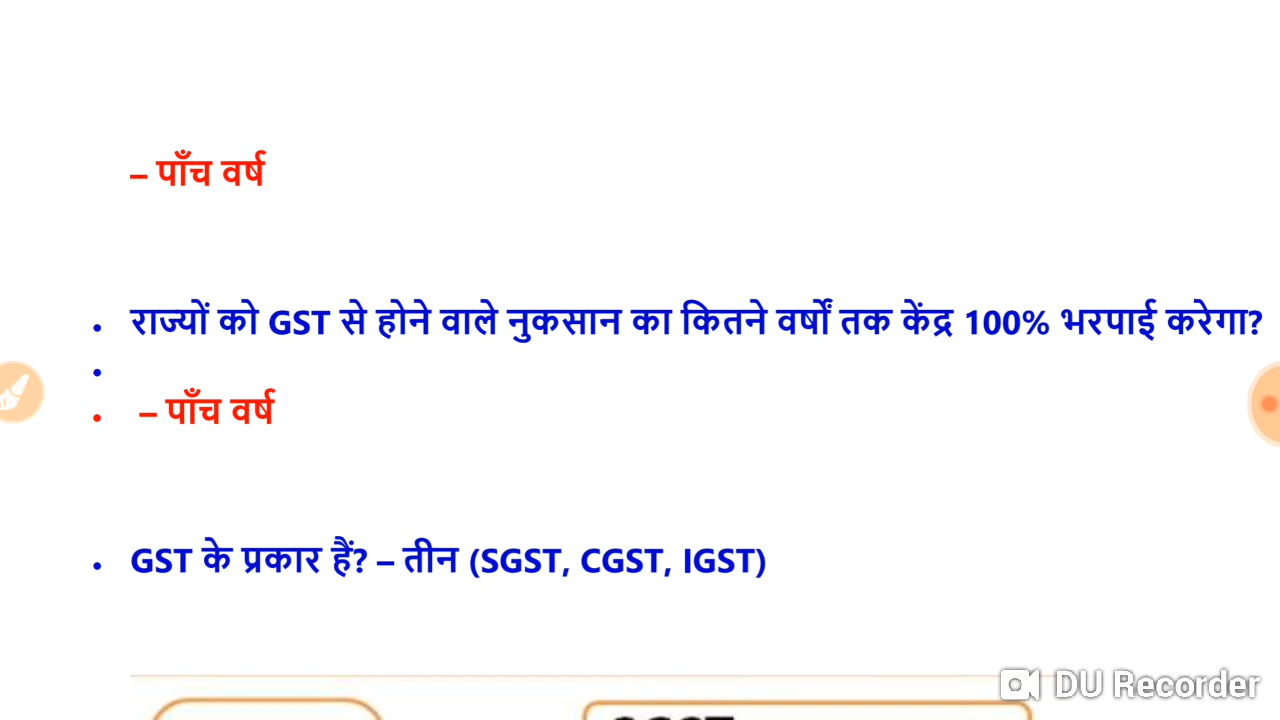 – पाँच वर्ष
• राज्यों को GST से होने वाले नुकसान का कितने वर्षों तक केंद्र 100% भरपाई करेगा?
•
• – पाँच वर्ष
• GST के प्रकार हैं? – तीन (SGST, CGST, IGST)
DU Recorder